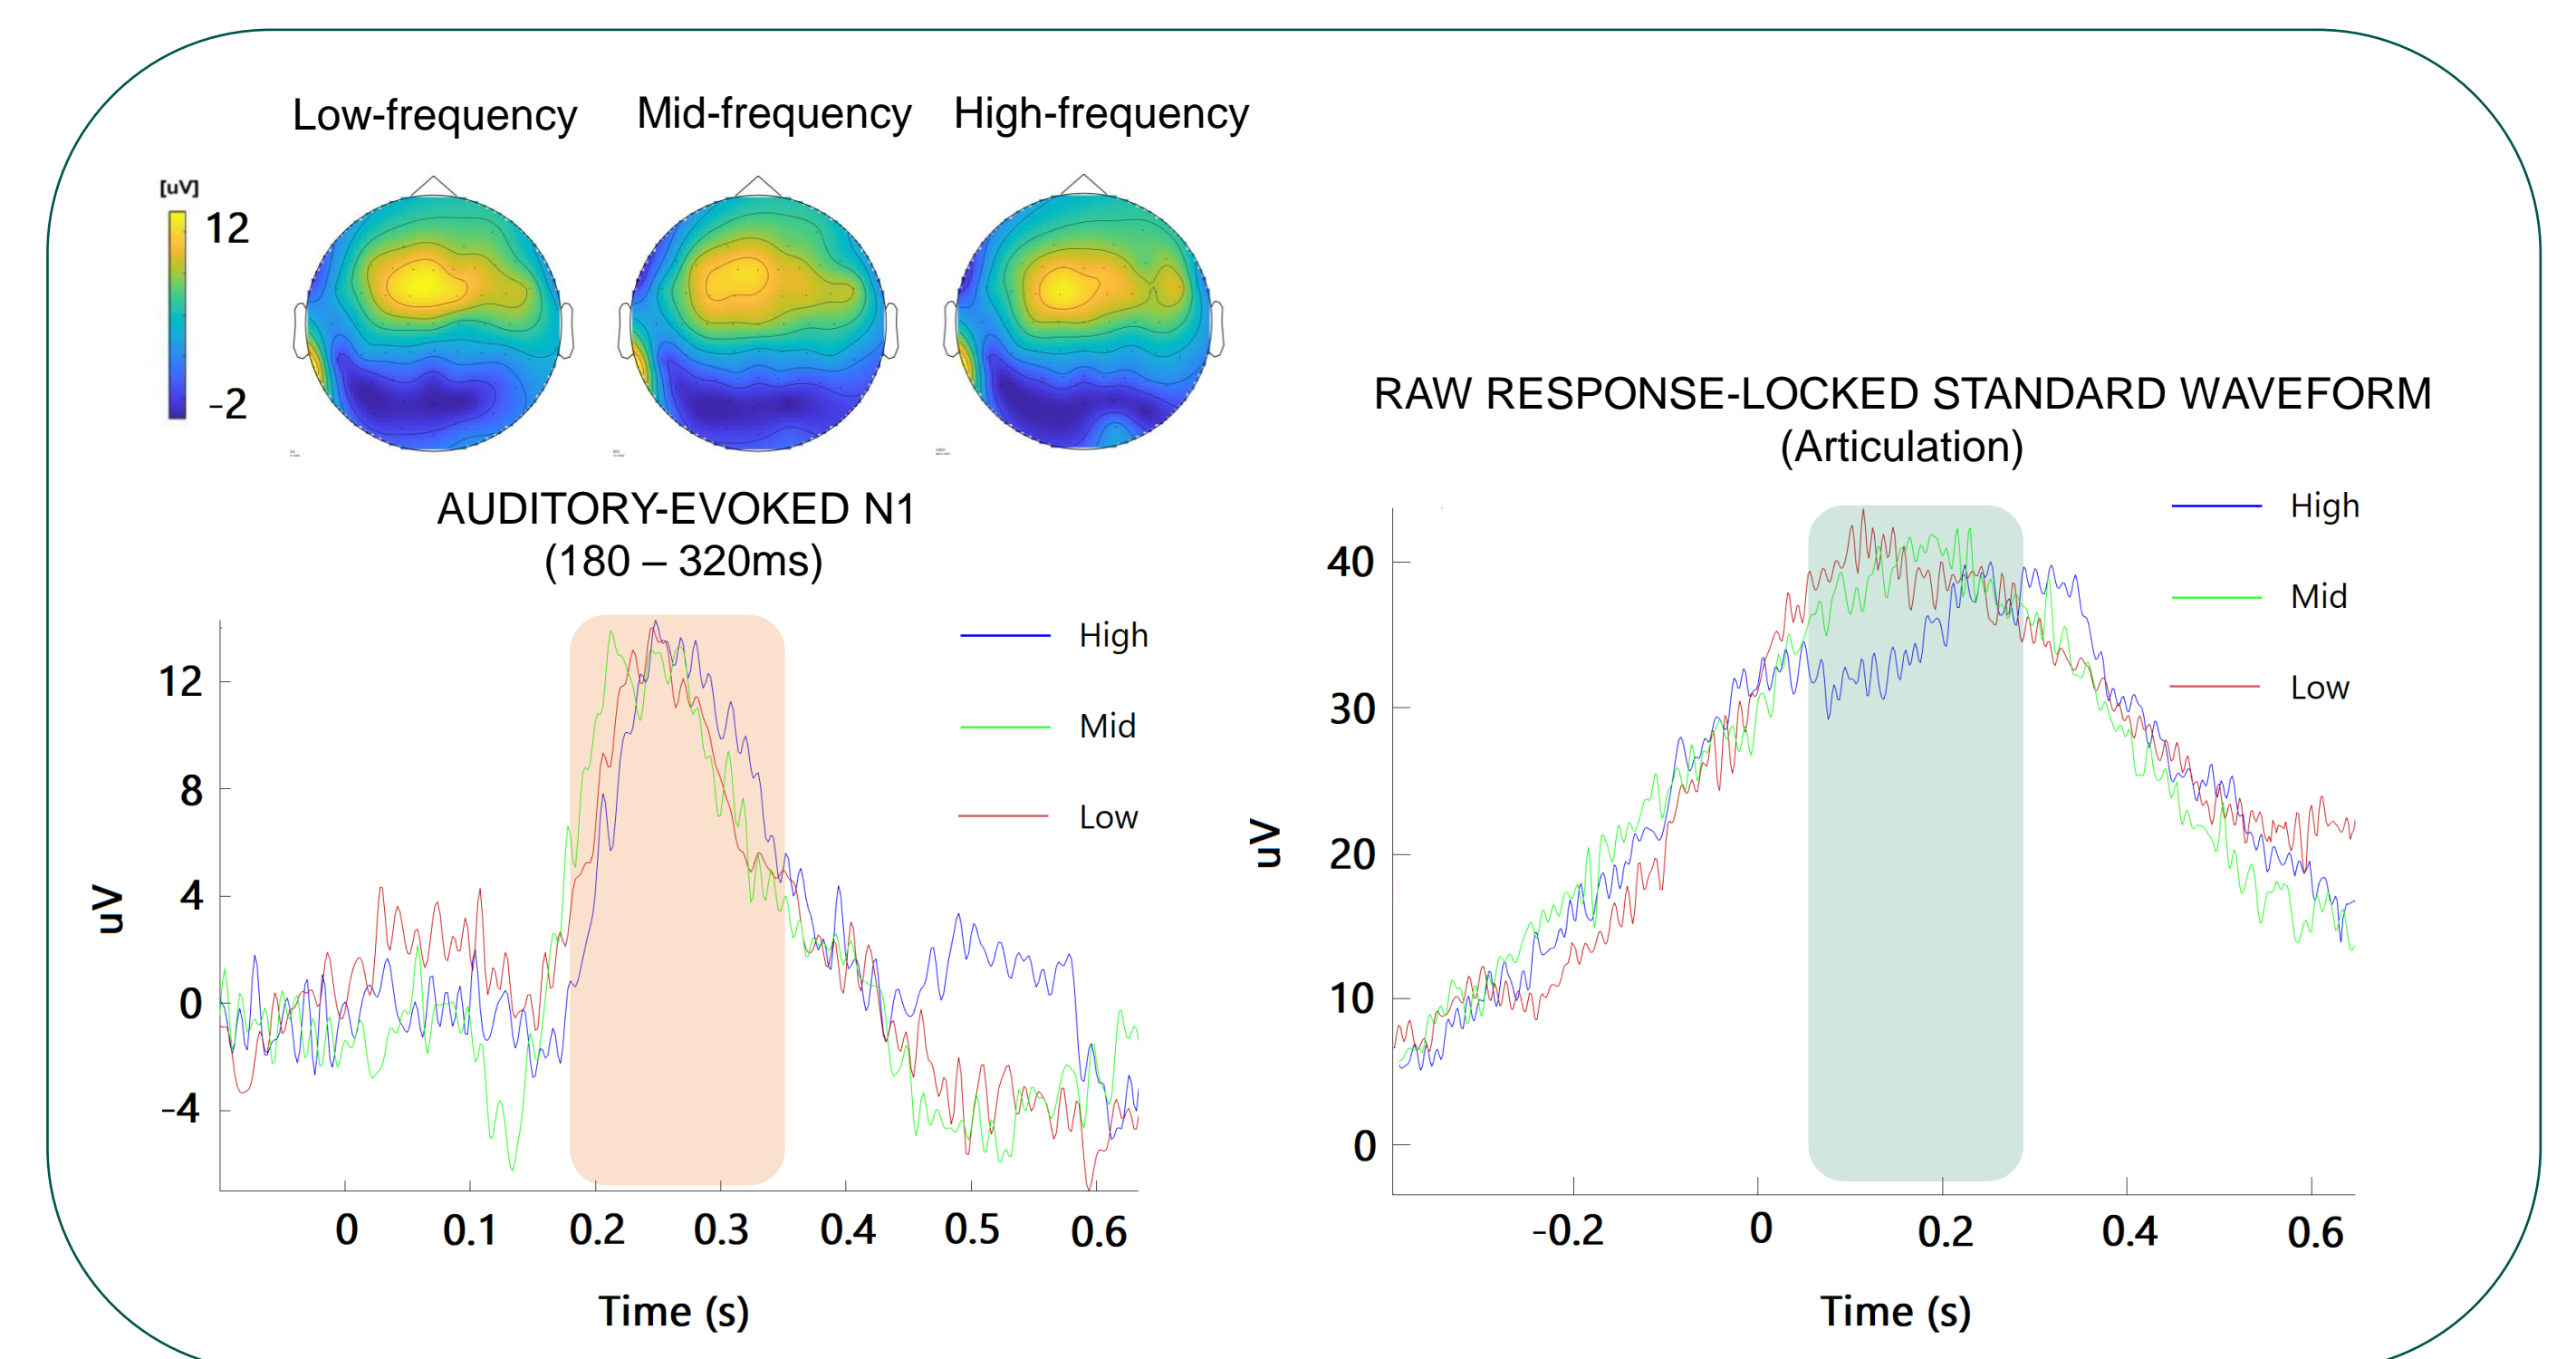 Low-frequency Mid-frequency High-frequency
[uV]
12
-2
AUDITORY-EVOKED N1
(180 – 320ms)
High
Mid
Low
12
8
4
0
-4
uV
0 0.1 0.2 0.3 0.4 0.5 0.6
Time (s)
RAW RESPONSE-LOCKED STANDARD WAVEFORM
(Articulation)
High
Mid
Low
40
30
20
10
0
uV
-0.2 0 0.2 0.4 0.6
Time (s)